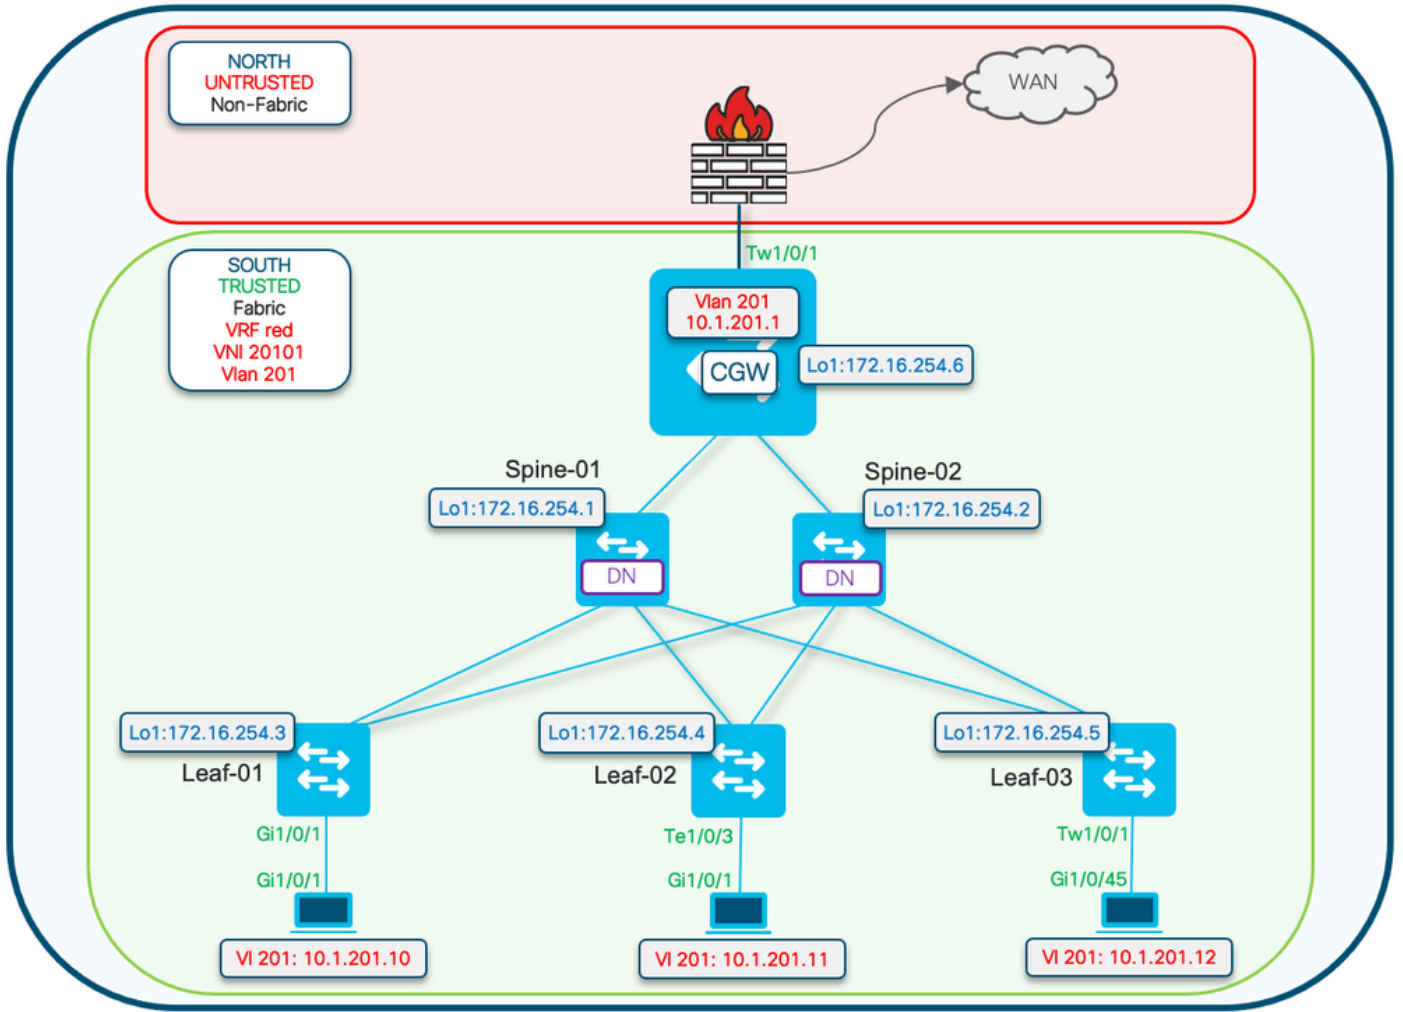 NORTH
UNTRUSTED
Non-Fabric
WAN
Tw1/0/1
SOUTH
TRUSTED
Fabric
VRF red
VNI 20101
Vlan 201
Vlan 201
10.1.201.1
CGW
Lo1:172.16.254.6
Spine-01
Lo1:172.16.254.1
DN
Spine-02
Lo1:172.16.254.2
DN
Lo1:172.16.254.3
Leaf-01
Lo1:172.16.254.4
Leaf-02
Lo1:172.16.254.5
Leaf-03
Gi1/0/1
Gi1/0/1
Vl 201: 10.1.201.10
Te1/0/3
Gi1/0/1
Vl 201: 10.1.201.11
Tw1/0/1
Gi1/0/45
Vl 201: 10.1.201.12